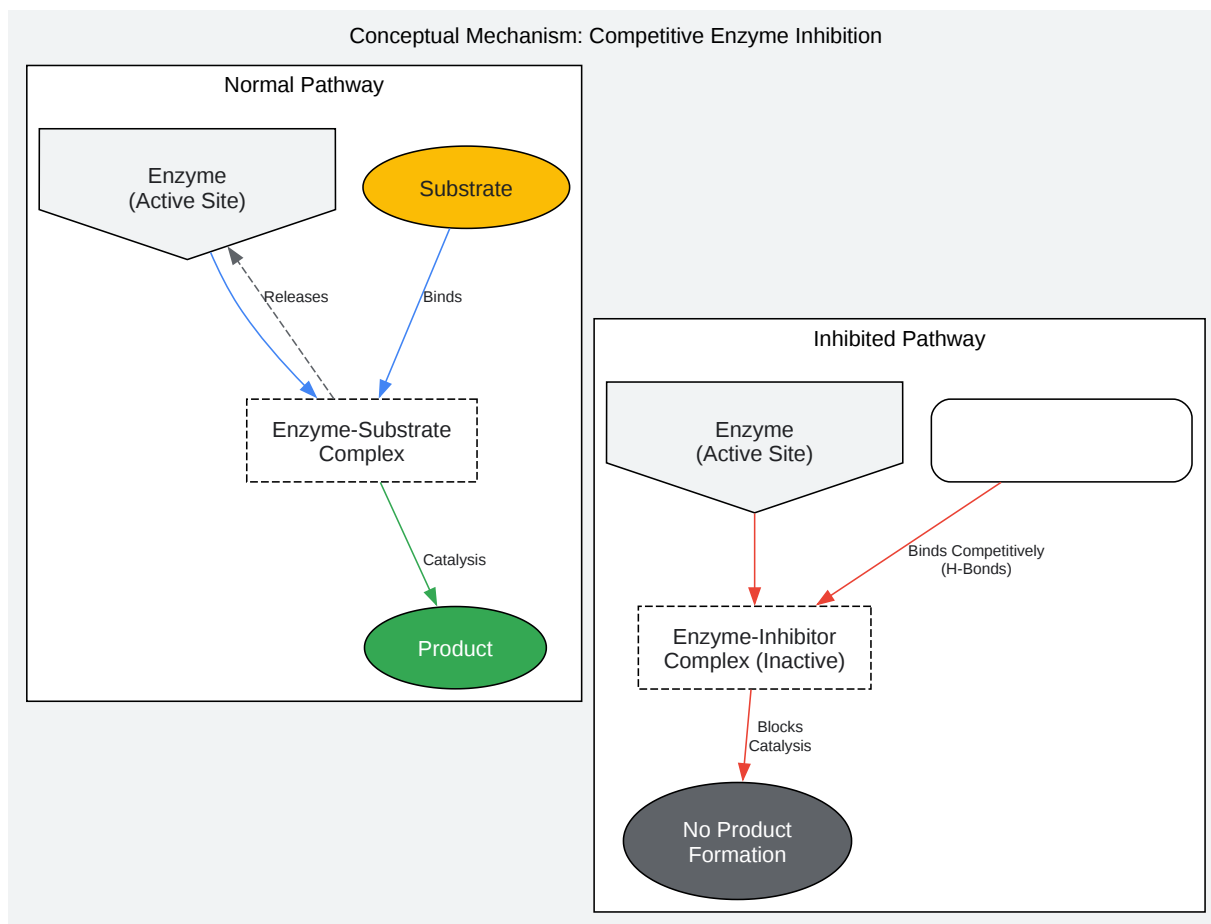 Conceptual Mechanism: Competitive Enzyme Inhibition
Normal Pathway
Enzyme
(Active Site)
Substrate
Releases
Binds
Enzyme-Substrate
Complex
Catalysis
Product
Inhibited Pathway
Enzyme
(Active Site)
Binds Competitively
(H-Bonds)
Enzyme-Inhibitor
Complex (Inactive)
Blocks
Catalysis
No Product
Formation